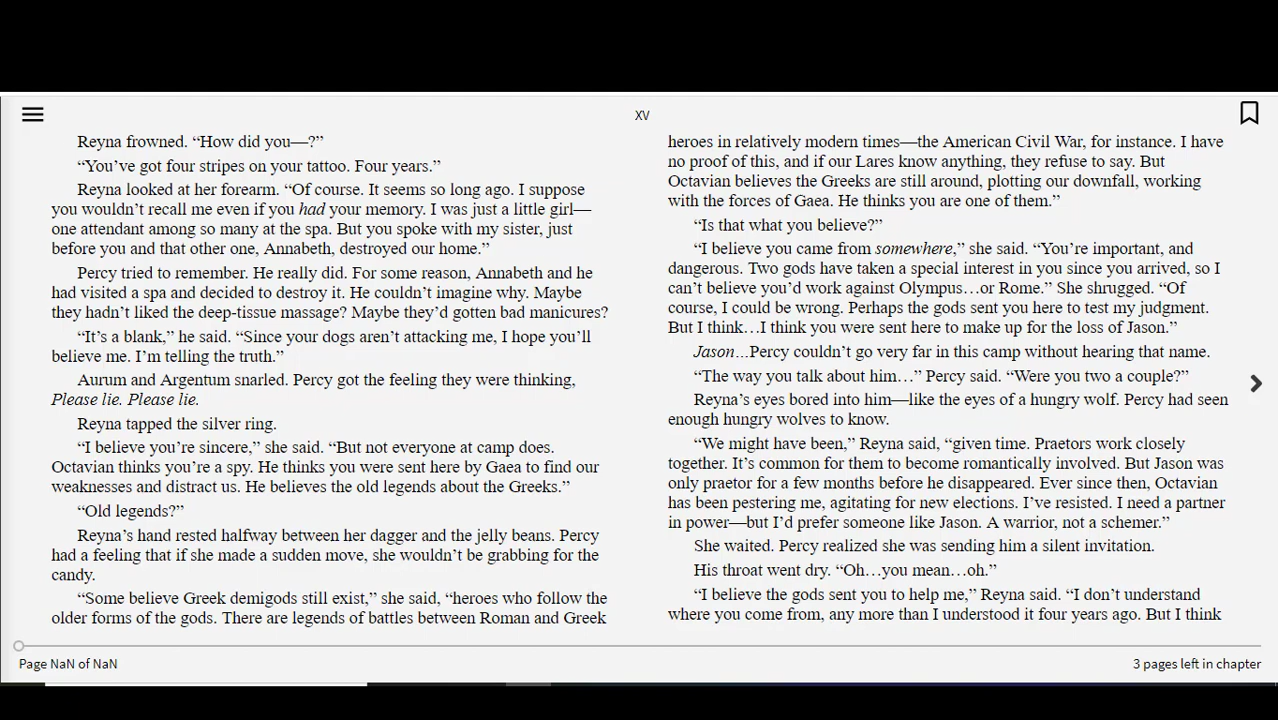 XV
Reyna frowned. “How did you—?”
“You’ve got four stripes on your tattoo. Four years.”
Reyna looked at her forearm. “Of course. It seems so long ago. I suppose
you wouldn’t recall me even if you had your memory. I was just a little girl—
one attendant among so many at the spa. But you spoke with my sister, just
before you and that other one, Annabeth, destroyed our home.”
Percy tried to remember. He really did. For some reason, Annabeth and he
had visited a spa and decided to destroy it. He couldn’t imagine why. Maybe
they hadn’t liked the deep-tissue massage? Maybe they’d gotten bad manicures?
“It’s a blank,” he said. “Since your dogs aren’t attacking me, I hope you’ll
believe me. I’m telling the truth.”
Aurum and Argentum snarled. Percy got the feeling they were thinking,
Please lie. Please lie.
Reyna tapped the silver ring.
“I believe you’re sincere,” she said. “But not everyone at camp does.
Octavian thinks you’re a spy. He thinks you were sent here by Gaea to find our
weaknesses and distract us. He believes the old legends about the Greeks.”
“Old legends?”
Reyna’s hand rested halfway between her dagger and the jelly beans. Percy
had a feeling that if she made a sudden move, she wouldn’t be grabbing for the
candy.
“Some believe Greek demigods still exist,” she said, “heroes who follow the
older forms of the gods. There are legends of battles between Roman and Greek
heroes in relatively modern times—the American Civil War, for instance. I have
no proof of this, and if our Lares know anything, they refuse to say. But
Octavian believes the Greeks are still around, plotting our downfall, working
with the forces of Gaea. He thinks you are one of them.”
“Is that what you believe?”
“I believe you came from somewhere,” she said. “You’re important, and
dangerous. Two gods have taken a special interest in you since you arrived, so I
can’t believe you’d work against Olympus…or Rome.” She shrugged. “Of
course, I could be wrong. Perhaps the gods sent you here to test my judgment.
But I think…I think you were sent here to make up for the loss of Jason.”
Jason…Percy couldn’t go very far in this camp without hearing that name.
“The way you talk about him…” Percy said. “Were you two a couple?”
Reyna’s eyes bored into him—like the eyes of a hungry wolf. Percy had seen
enough hungry wolves to know.
“We might have been,” Reyna said, “given time. Praetors work closely
together. It’s common for them to become romantically involved. But Jason was
only praetor for a few months before he disappeared. Ever since then, Octavian
has been pestering me, agitating for new elections. I’ve resisted. I need a partner
in power—but I’d prefer someone like Jason. A warrior, not a schemer.”
She waited. Percy realized she was sending him a silent invitation.
His throat went dry. “Oh…you mean…oh.”
“I believe the gods sent you to help me,” Reyna said. “I don’t understand
where you come from, any more than I understood it four years ago. But I think
Page NaN of NaN
3 pages left in chapter